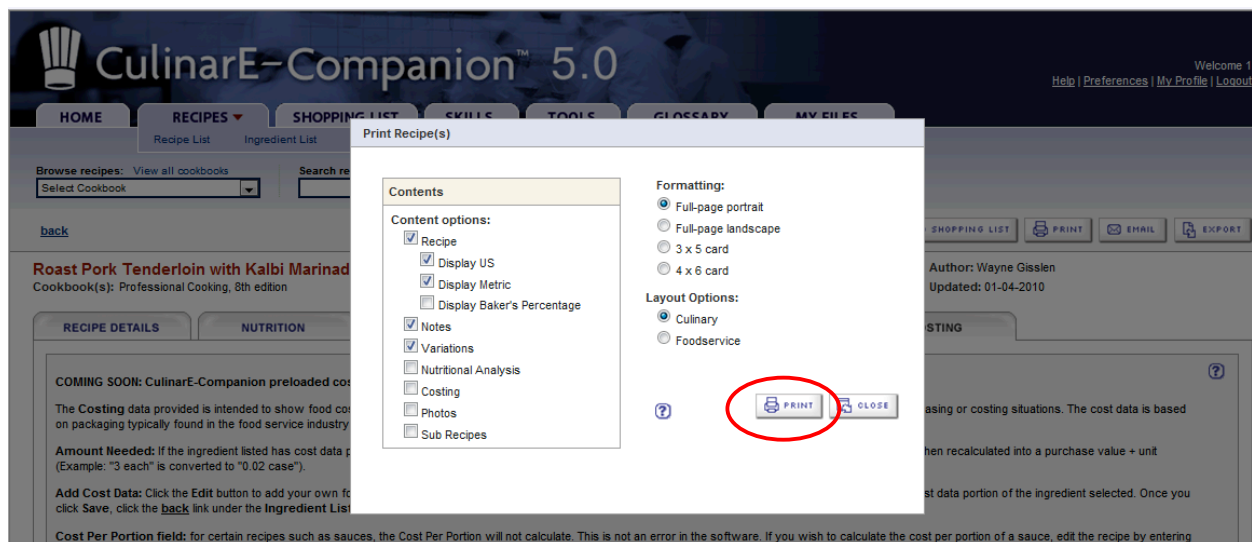 CulinarE-Companion™ 5.0
Welcome 1
Help | Preferences | My Profile | Logout
HOME RECIPES SHOPPING LIST SKILLS TOOLS GLOSSARY MY FILES
Recipe List Ingredient List
Browse recipes: View all cookbooks
Search re
Select Cookbook
back
SHOPPING LIST PRINT EMAIL EXPORT
Roast Pork Tenderloin with Kalbi Marinad
Cookbook(s): Professional Cooking, 8th edition
Author: Wayne Gisslen
Updated: 01-04-2010
RECIPE DETAILS NUTRITION STING
Print Recipe(s)
Contents
Content options:
Recipe
Display US
Display Metric
Display Baker's Percentage
Notes
Variations
Nutritional Analysis
Costing
Photos
Sub Recipes
Formatting:
Full-page portrait
Full-page landscape
3 x 5 card
4 x 6 card
Layout Options:
Culinary
Foodservice
? PRINT CLOSE
?
COMING SOON: CulinarE-Companion preloaded cos
The Costing data provided is intended to show food cos asing or costing situations. The cost data is based
on packaging typically found in the food service industry
Amount Needed: If the ingredient listed has cost data p hen recalculated into a purchase value + unit
(Example: "3 each" is converted to "0.02 case").
Add Cost Data: Click the Edit button to add your own fo st data portion of the ingredient selected. Once you
click Save, click the back link under the Ingredient List
Cost Per Portion field: for certain recipes such as sauces, the Cost Per Portion will not calculate. This is not an error in the software. If you wish to calculate the cost per portion of a sauce, edit the recipe by entering